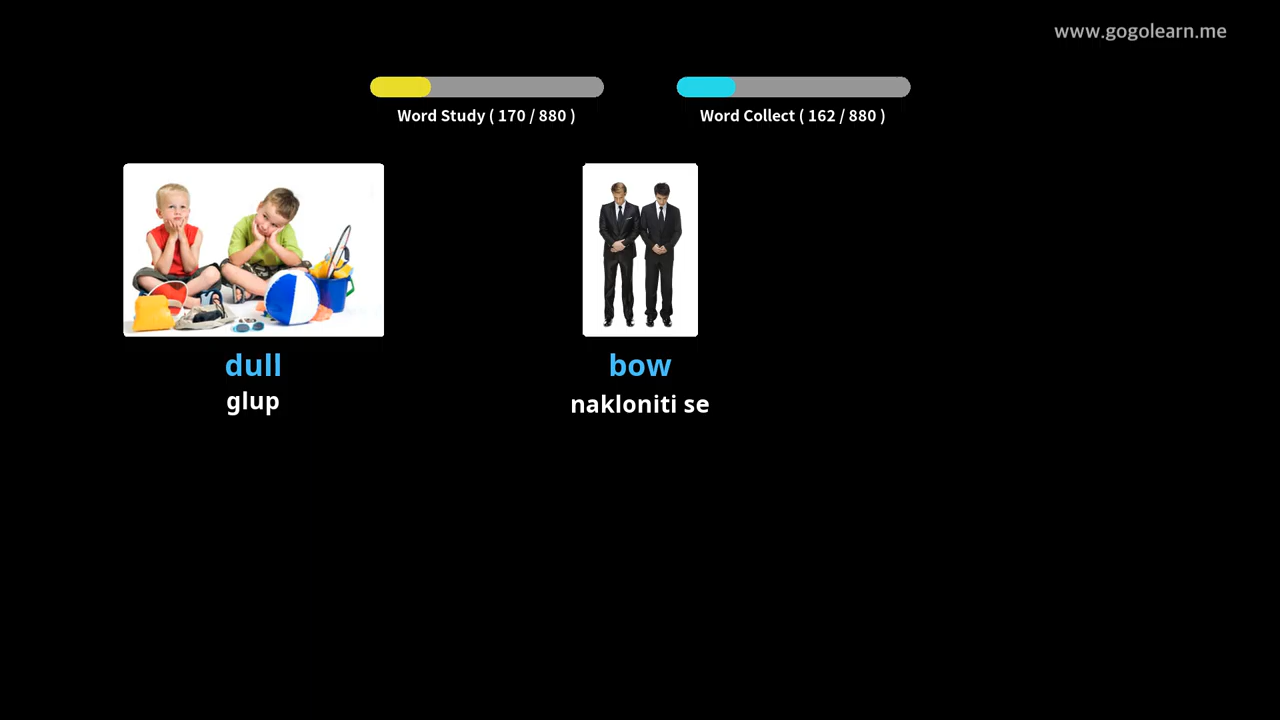 www.gogolearn.me
Word Study ( 170 / 880 )
Word Collect ( 162 / 880 )
dull
glup
bow
nakloniti se